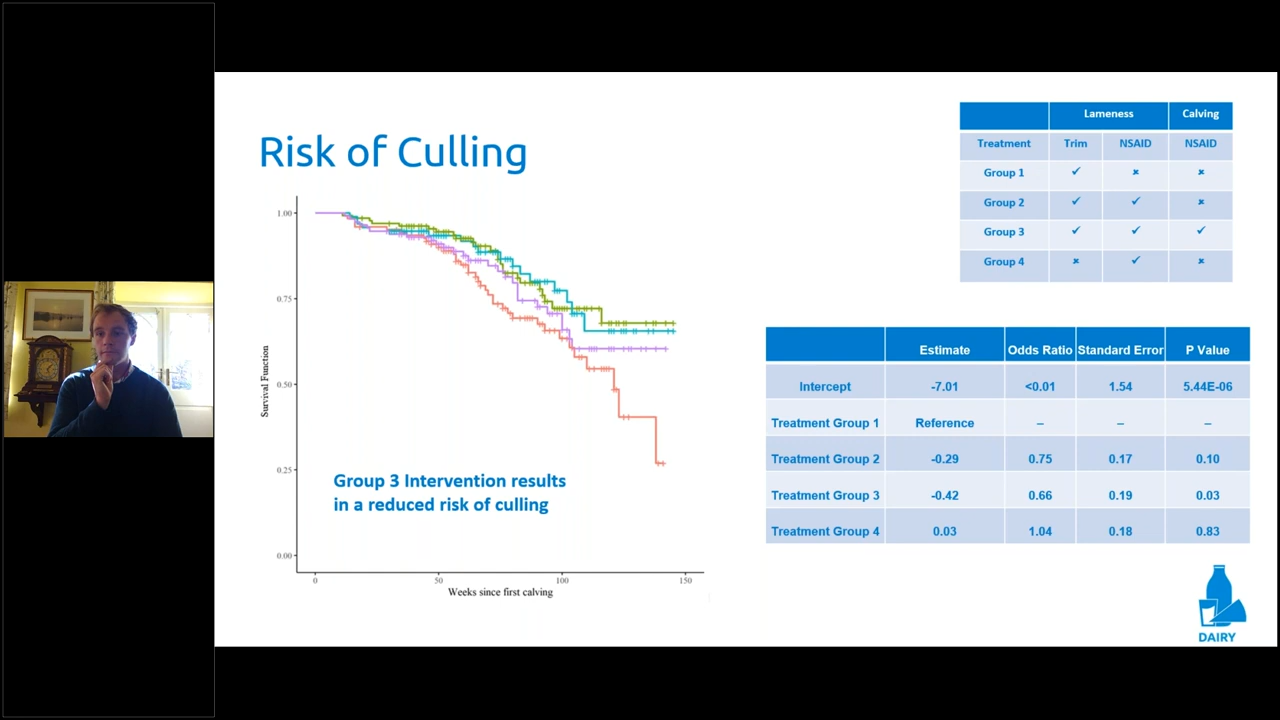 Risk of Culling
Lameness Calving
Treatment Trim NSAID NSAID
Group 1 ✓ × ×
Group 2 ✓ ✓ ×
Group 3 ✓ ✓ ✓
Group 4 × ✓ ×
1.00
0.75
0.50
0.25
0.00
Survival Function
0 50 100 150
Weeks since first calving
Group 3 Intervention results
in a reduced risk of culling
Estimate Odds Ratio Standard Error P Value
Intercept -7.01 <0.01 1.54 5.44E-06
Treatment Group 1 Reference – – –
Treatment Group 2 -0.29 0.75 0.17 0.10
Treatment Group 3 -0.42 0.66 0.19 0.03
Treatment Group 4 0.03 1.04 0.18 0.83
DAIRY